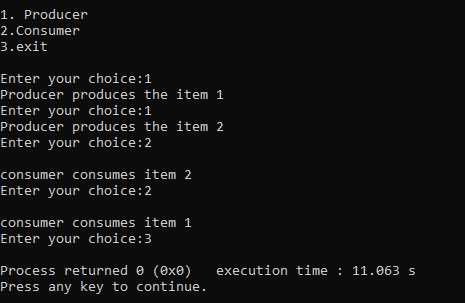 1. Producer
2.Consumer
3.exit
Enter your choice:1
Producer produces the item 1
Enter your choice:1
Producer produces the item 2
Enter your choice:2
consumer consumes item 2
Enter your choice:2
consumer consumes item 1
Enter your choice:3
Process returned 0 (0x0)   execution time : 11.063 s
Press any key to continue.